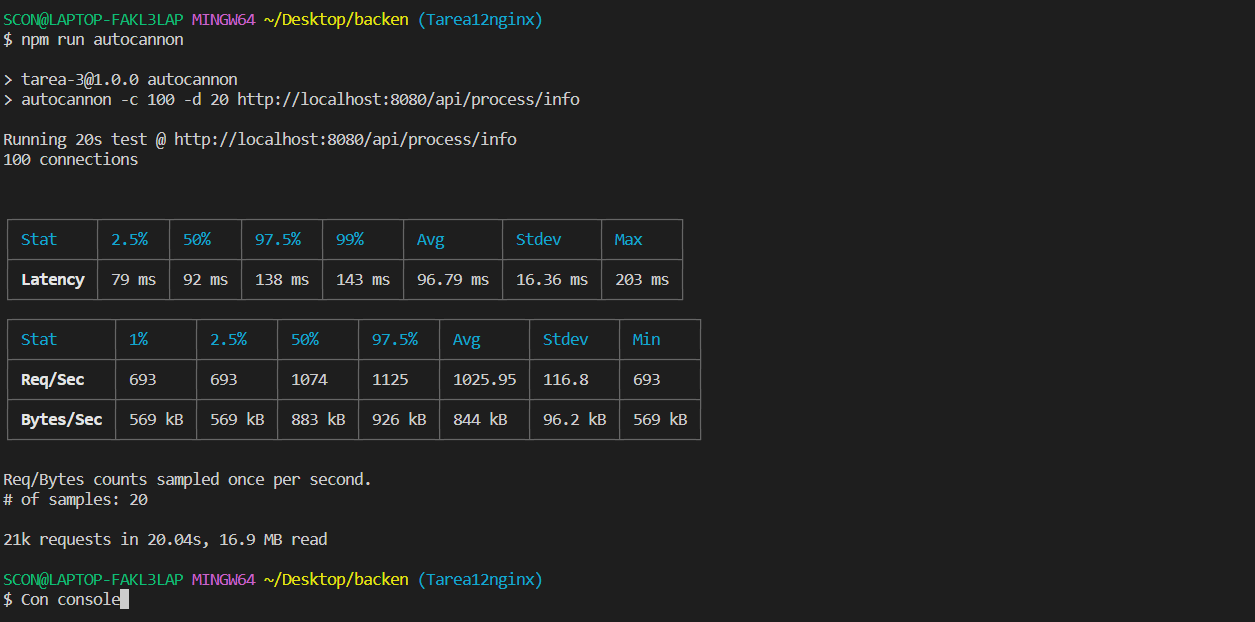 SCON@LAPTOP-FAKL3LAP MINGW64 ~/Desktop/backen (Tarea12nginx)
$ npm run autocannon
> tarea-3@1.0.0 autocannon
> autocannon -c 100 -d 20 http://localhost:8080/api/process/info
Running 20s test @ http://localhost:8080/api/process/info
100 connections
Stat 2.5% 50% 97.5% 99% Avg Stdev Max
Latency 79 ms 92 ms 138 ms 143 ms 96.79 ms 16.36 ms 203 ms
Stat 1% 2.5% 50% 97.5% Avg Stdev Min
Req/Sec 693 693 1074 1125 1025.95 116.8 693
Bytes/Sec 569 kB 569 kB 883 kB 926 kB 844 kB 96.2 kB 569 kB
Req/Bytes counts sampled once per second.
# of samples: 20
21k requests in 20.04s, 16.9 MB read
SCON@LAPTOP-FAKL3LAP MINGW64 ~/Desktop/backen (Tarea12nginx)
$ Con console